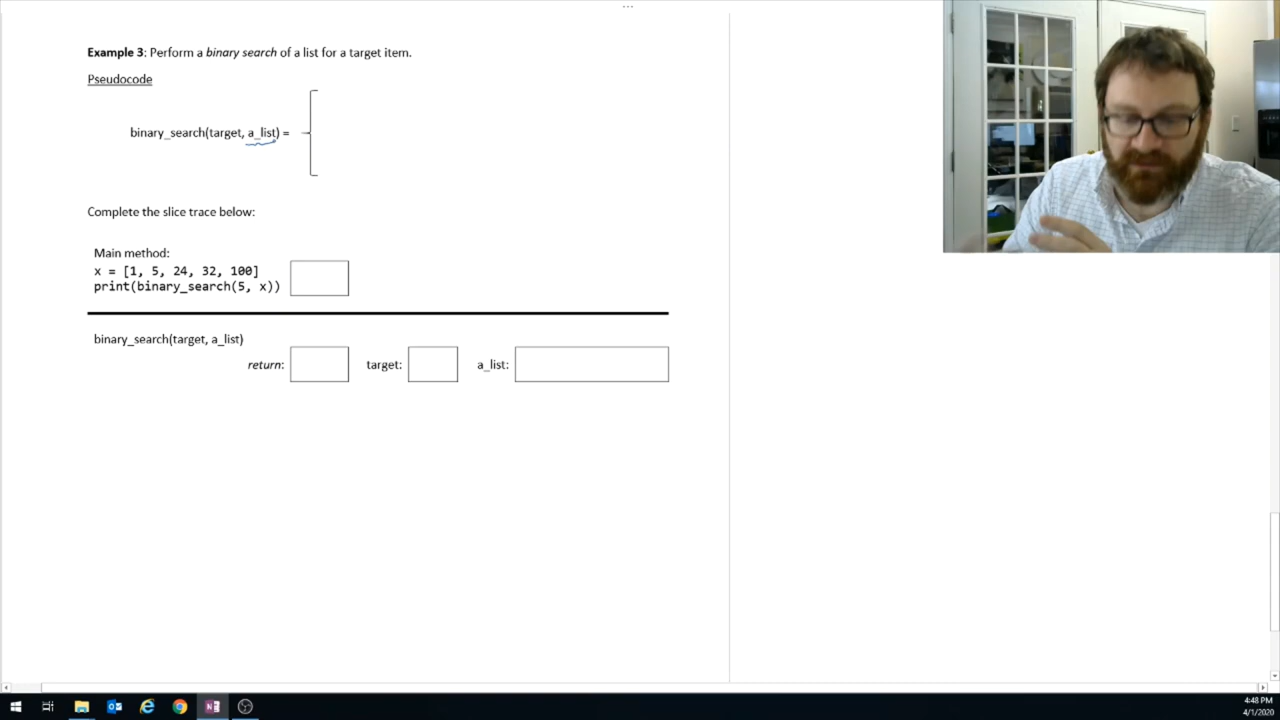 Example 3: Perform a binary search of a list for a target item.
Pseudocode
binary_search(target, a_list) =
Complete the slice trace below:
Main method:
x = [1, 5, 24, 32, 100]
print(binary_search(5, x))
binary_search(target, a_list)
return: target: a_list:
4:48 PM
4/1/2020